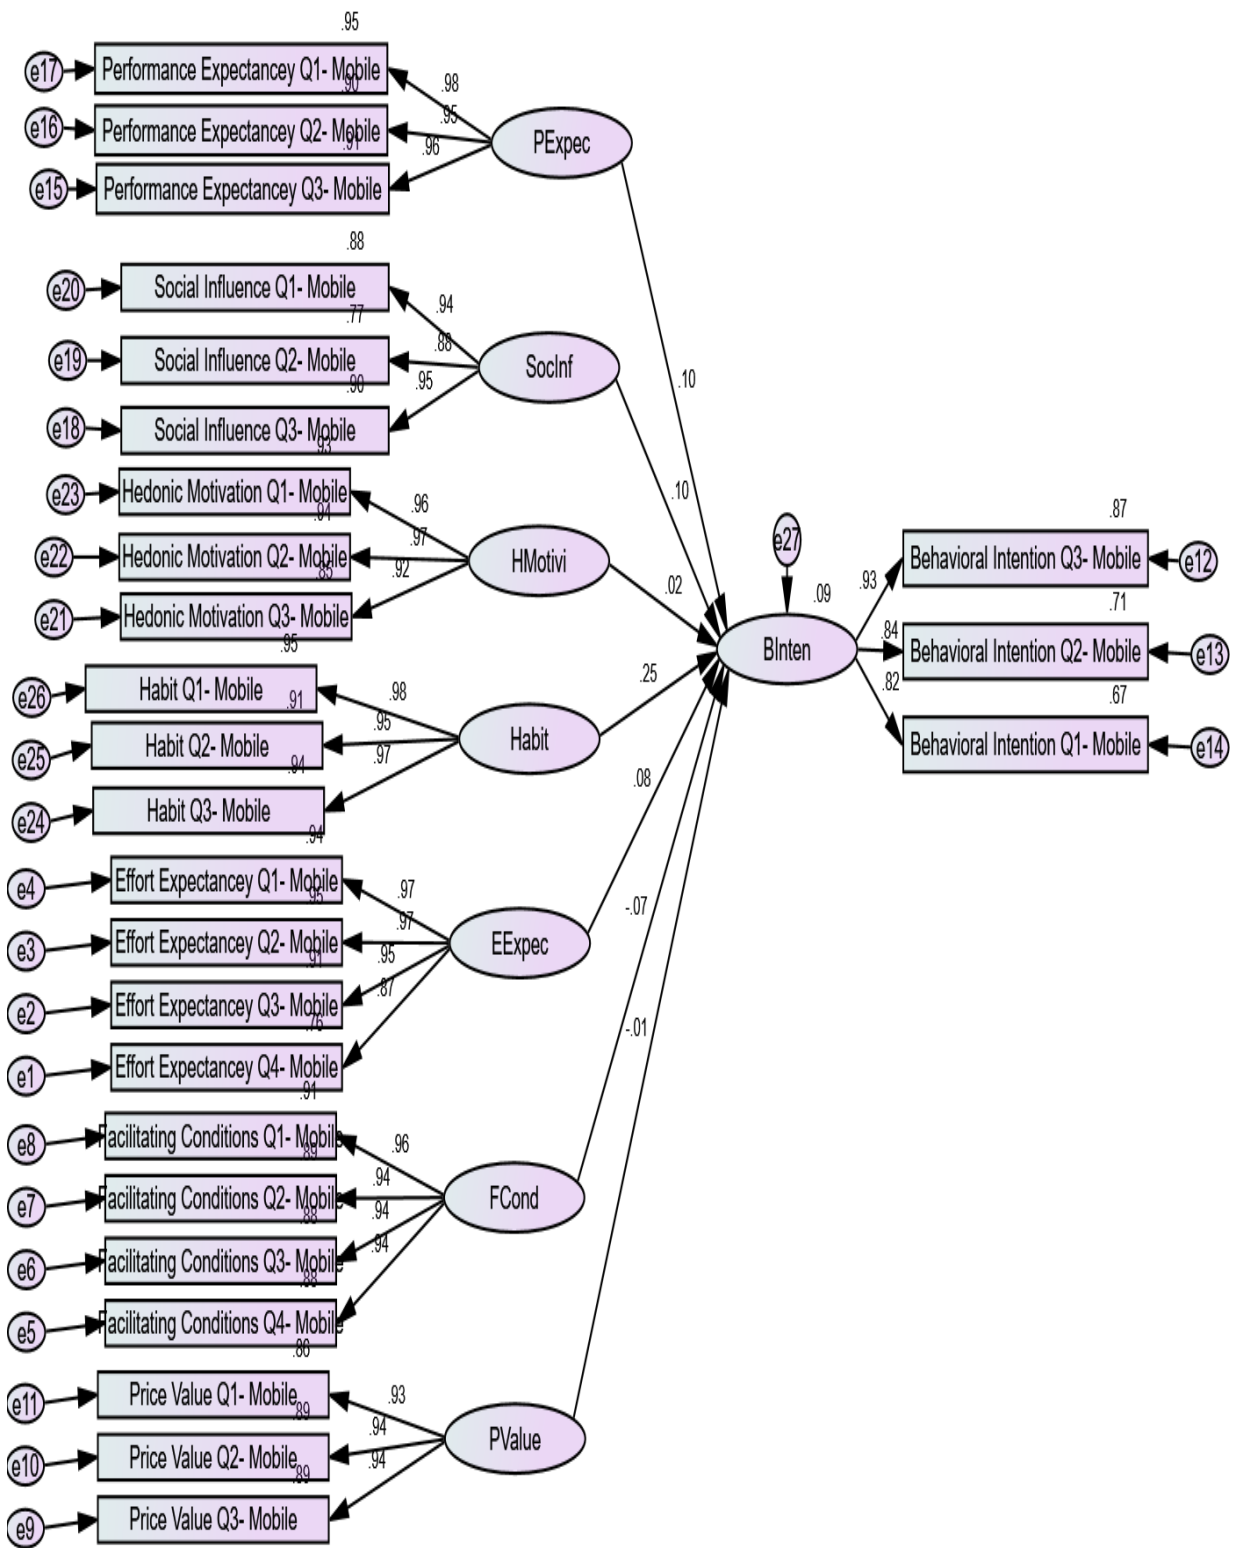 .95
e17 Performance Expectancey Q1- Mobile
.98
.90
e16 Performance Expectancey Q2- Mobile
.95
PExpec
.91
e15 Performance Expectancey Q3- Mobile
.96
.88
e20 Social Influence Q1- Mobile
.94
.77
e19 Social Influence Q2- Mobile
.88
SocInf
.90
e18 Social Influence Q3- Mobile
.95
.93
e23 Hedonic Motivation Q1- Mobile
.96
.94
e22 Hedonic Motivation Q2- Mobile
.97
HMotivi
.85
e21 Hedonic Motivation Q3- Mobile
.92
.95
e26 Habit Q1- Mobile
.98
.91
e25 Habit Q2- Mobile
.95
Habit
.94
e24 Habit Q3- Mobile
.97
.94
e4 Effort Expectancey Q1- Mobile
.97
.95
e3 Effort Expectancey Q2- Mobile
.97
EExpec
.91
e2 Effort Expectancey Q3- Mobile
.95
.76
e1 Effort Expectancey Q4- Mobile
.87
.91
e8 Facilitating Conditions Q1- Mobile
.96
.89
e7 Facilitating Conditions Q2- Mobile
.94
FCond
.88
e6 Facilitating Conditions Q3- Mobile
.94
.88
e5 Facilitating Conditions Q4- Mobile
.94
.86
e11 Price Value Q1- Mobile
.93
.89
e10 Price Value Q2- Mobile
.94
PValue
.89
e9 Price Value Q3- Mobile
.94
.10
.10
.02
.25
.08
-.07
-.01
e27
.09
BInten
.87
.93
Behavioral Intention Q3- Mobile e12
.71
.84
Behavioral Intention Q2- Mobile e13
.67
.82
Behavioral Intention Q1- Mobile e14